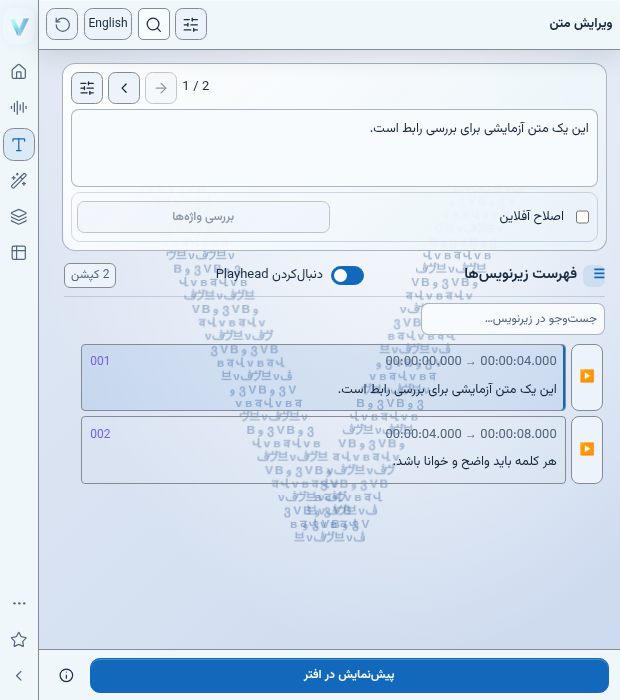 ویرایش متن
English
1 / 2
این یک متن آزمایشی برای بررسی رابط است.
اصلاح آفلاین
بررسی واژه‌ها
فهرست زیرنویس‌ها
دنبال‌کردن Playhead
2 کپشن
جست‌وجو در زیرنویس…
00:00:00.000 → 00:00:04.000
001
این یک متن آزمایشی برای بررسی رابط است.
00:00:04.000 → 00:00:08.000
002
هر کلمه باید واضح و خوانا باشد.
پیش‌نمایش در افتر